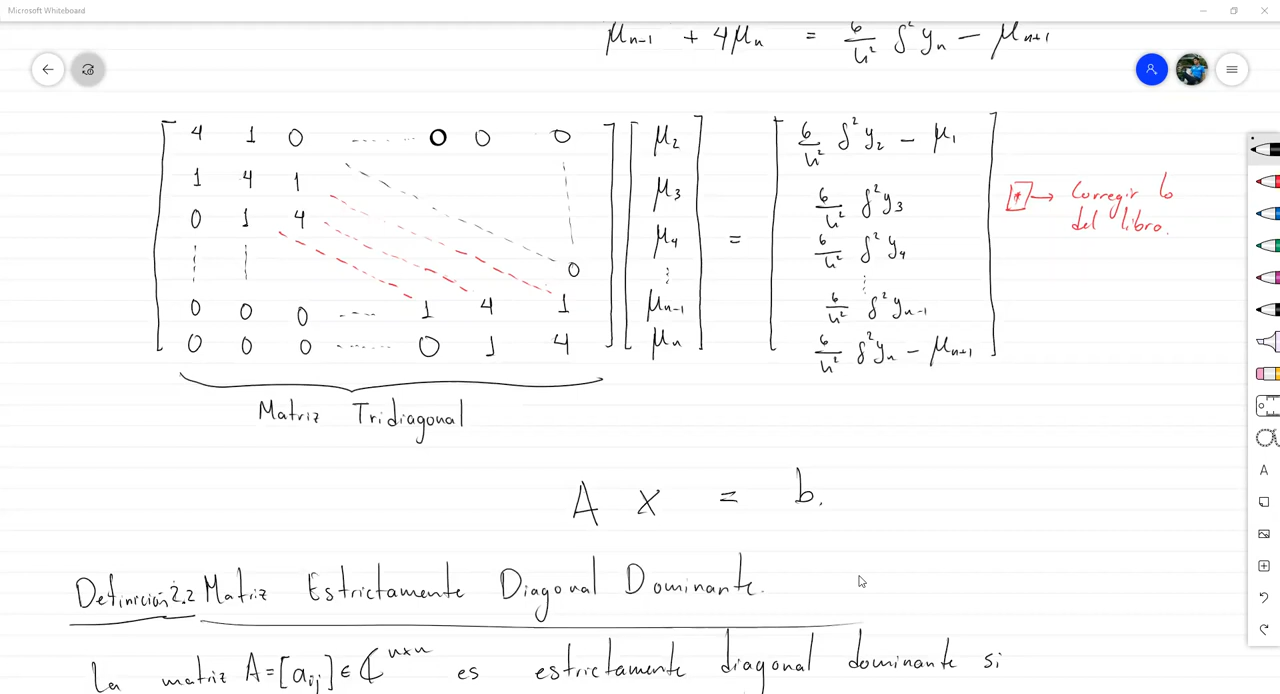 Microsoft Whiteboard
μn-1 + 4μn = 6/h² δ²yn − μn+1
4 1 0 ........ 0 0 0 μ2 6/h² δ²y2 − μ1
1 4 1 μ3 6/h² δ²y3 * → Corregir lo
0 1 4 μ4 = 6/h² δ²y4 del libro.
0 ⋮ ⋮
0 0 0 ---- 1 4 1 μn-1 6/h² δ²yn-1
0 0 0 ........ 0 1 4 μn 6/h² δ²yn − μn+1
Matriz Tridiagonal
A x = b.
Definición 2.2 Matriz Estrictamente Diagonal Dominante.
La matriz A=[aij] ∈ ℂⁿˣⁿ es estrictamente diagonal dominante si
A